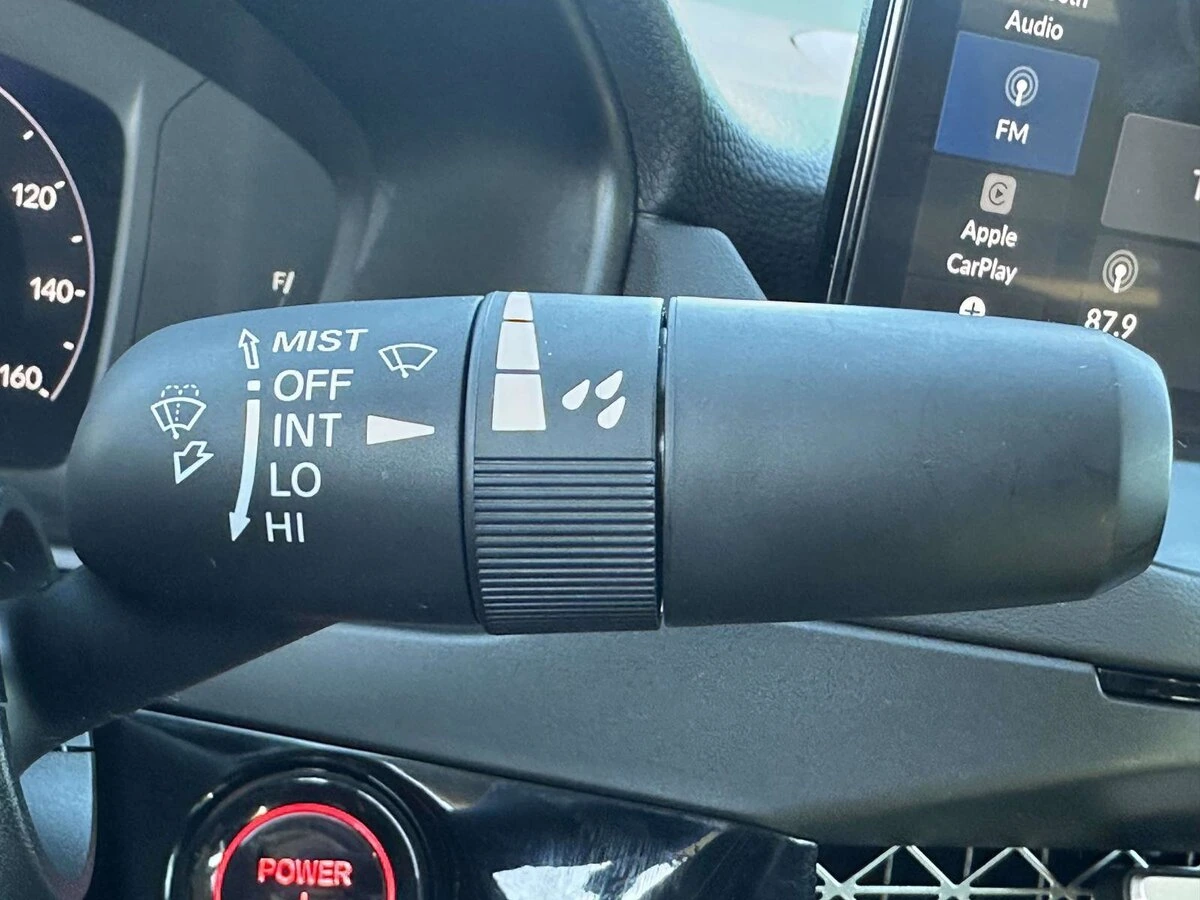 Audio
FM
Apple
CarPlay
87.9
120
140
160
F/
MIST
OFF
INT
LO
HI
POWER